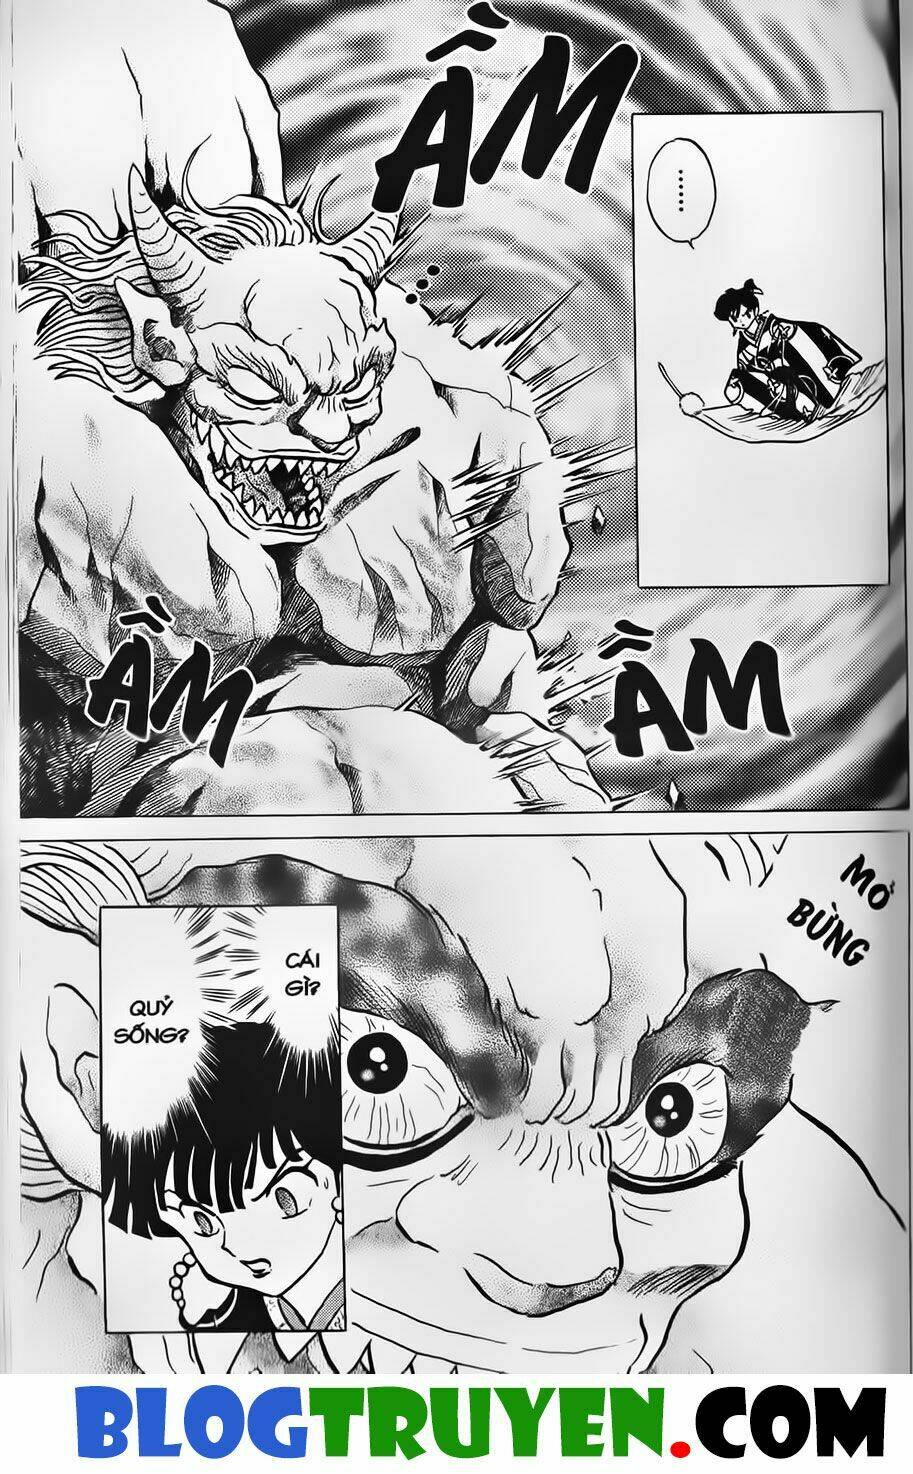 ẦM
......
ẦM
ẦM
MỞ
BỪNG
CÁI
GÌ?
QUỶ
SỐNG?
BLOGTRUYEN.COM